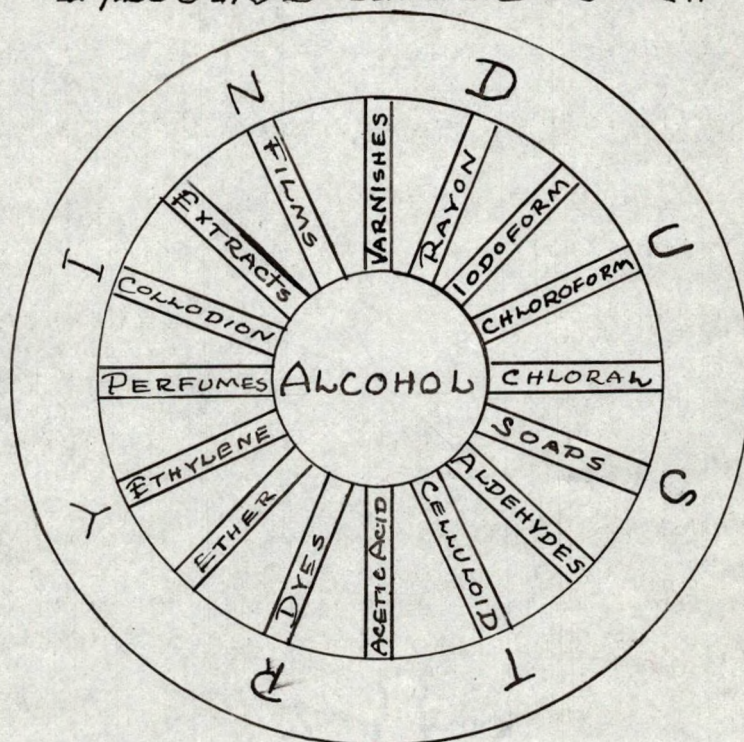 INDUSTRY
ALCOHOL
VARNISHES
RAYON
IODOFORM
CHLOROFORM
CHLORAL
SOAPS
ALDEHYDES
CELLULOID
ACETIC ACID
DYES
ETHER
ETHYLENE
PERFUMES
COLLODION
EXTRACTS
FILMS